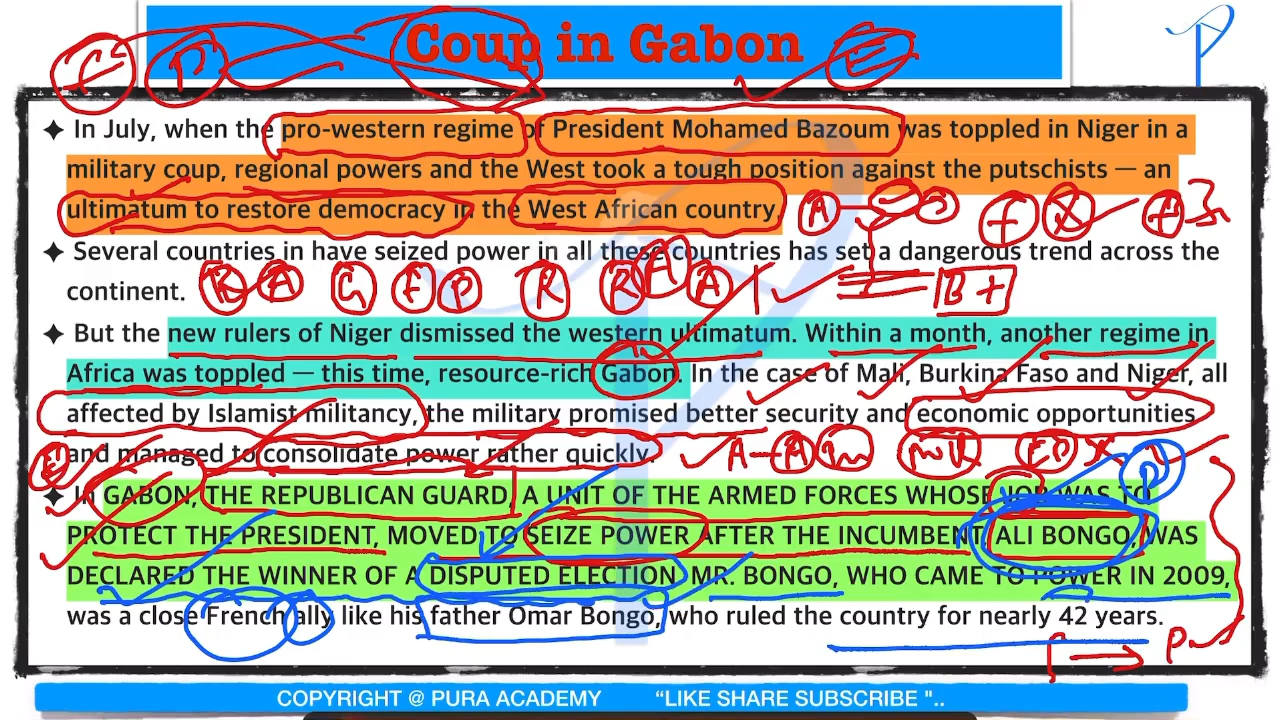 Coup in Gabon
✦ In July, when the pro-western regime of President Mohamed Bazoum was toppled in Niger in a
military coup, regional powers and the West took a tough position against the putschists — an
ultimatum to restore democracy in the West African country.
✦ Several countries in have seized power in all these countries has set a dangerous trend across the
continent.
✦ But the new rulers of Niger dismissed the western ultimatum. Within a month, another regime in
Africa was toppled — this time, resource-rich Gabon. In the case of Mali, Burkina Faso and Niger, all
affected by Islamist militancy, the military promised better security and economic opportunities
and managed to consolidate power rather quickly.
✦ In GABON, THE REPUBLICAN GUARD, A UNIT OF THE ARMED FORCES WHOSE JOB WAS TO
PROTECT THE PRESIDENT, MOVED TO SEIZE POWER AFTER THE INCUMBENT, ALI BONGO, WAS
DECLARED THE WINNER OF A DISPUTED ELECTION. MR. BONGO, WHO CAME TO POWER IN 2009,
was a close French ally like his father Omar Bongo, who ruled the country for nearly 42 years.
COPYRIGHT @ PURA ACADEMY "LIKE SHARE SUBSCRIBE "..